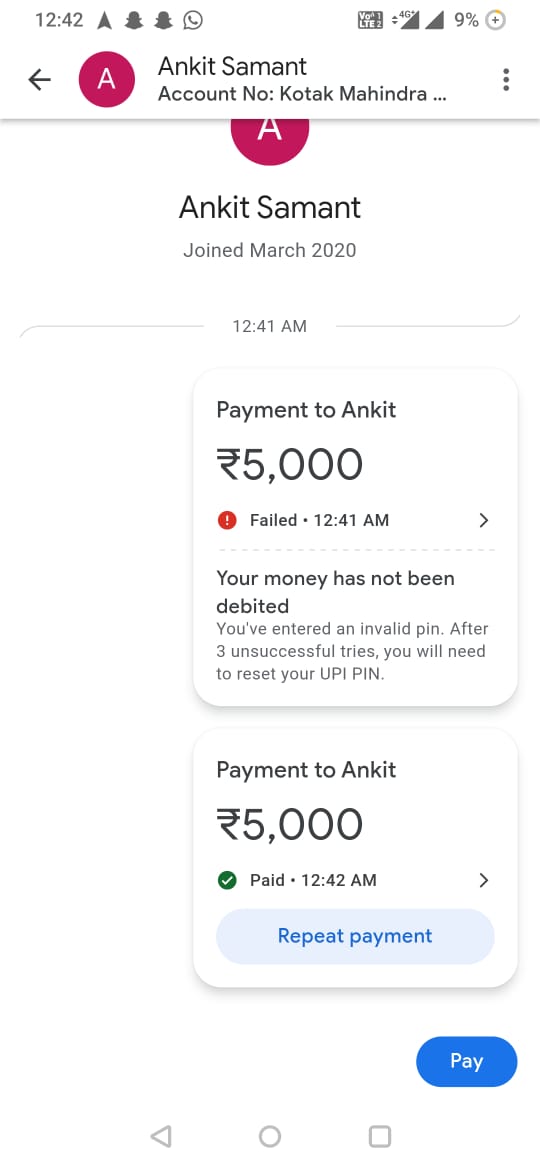 12:42
VoLTE 1 LTE 2 4G+ 9%
A
Ankit Samant
Account No: Kotak Mahindra ...
A
Ankit Samant
Joined March 2020
12:41 AM
Payment to Ankit
₹5,000
Failed • 12:41 AM
Your money has not been
debited
You've entered an invalid pin. After
3 unsuccessful tries, you will need
to reset your UPI PIN.
Payment to Ankit
₹5,000
Paid • 12:42 AM
Repeat payment
Pay